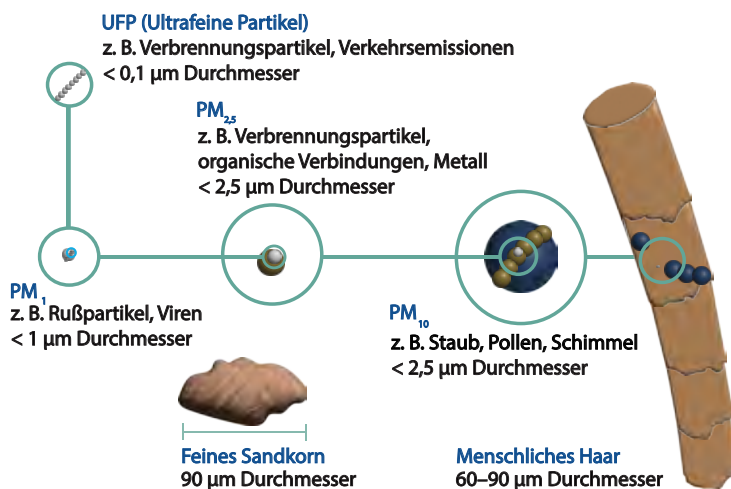 UFP (Ultrafeine Partikel)
z. B. Verbrennungspartikel, Verkehrsemissionen
< 0,1 µm Durchmesser
PM2,5
z. B. Verbrennungspartikel,
organische Verbindungen, Metall
< 2,5 µm Durchmesser
PM1
z. B. Rußpartikel, Viren
< 1 µm Durchmesser
PM10
z. B. Staub, Pollen, Schimmel
< 2,5 µm Durchmesser
Feines Sandkorn
90 µm Durchmesser
Menschliches Haar
60–90 µm Durchmesser